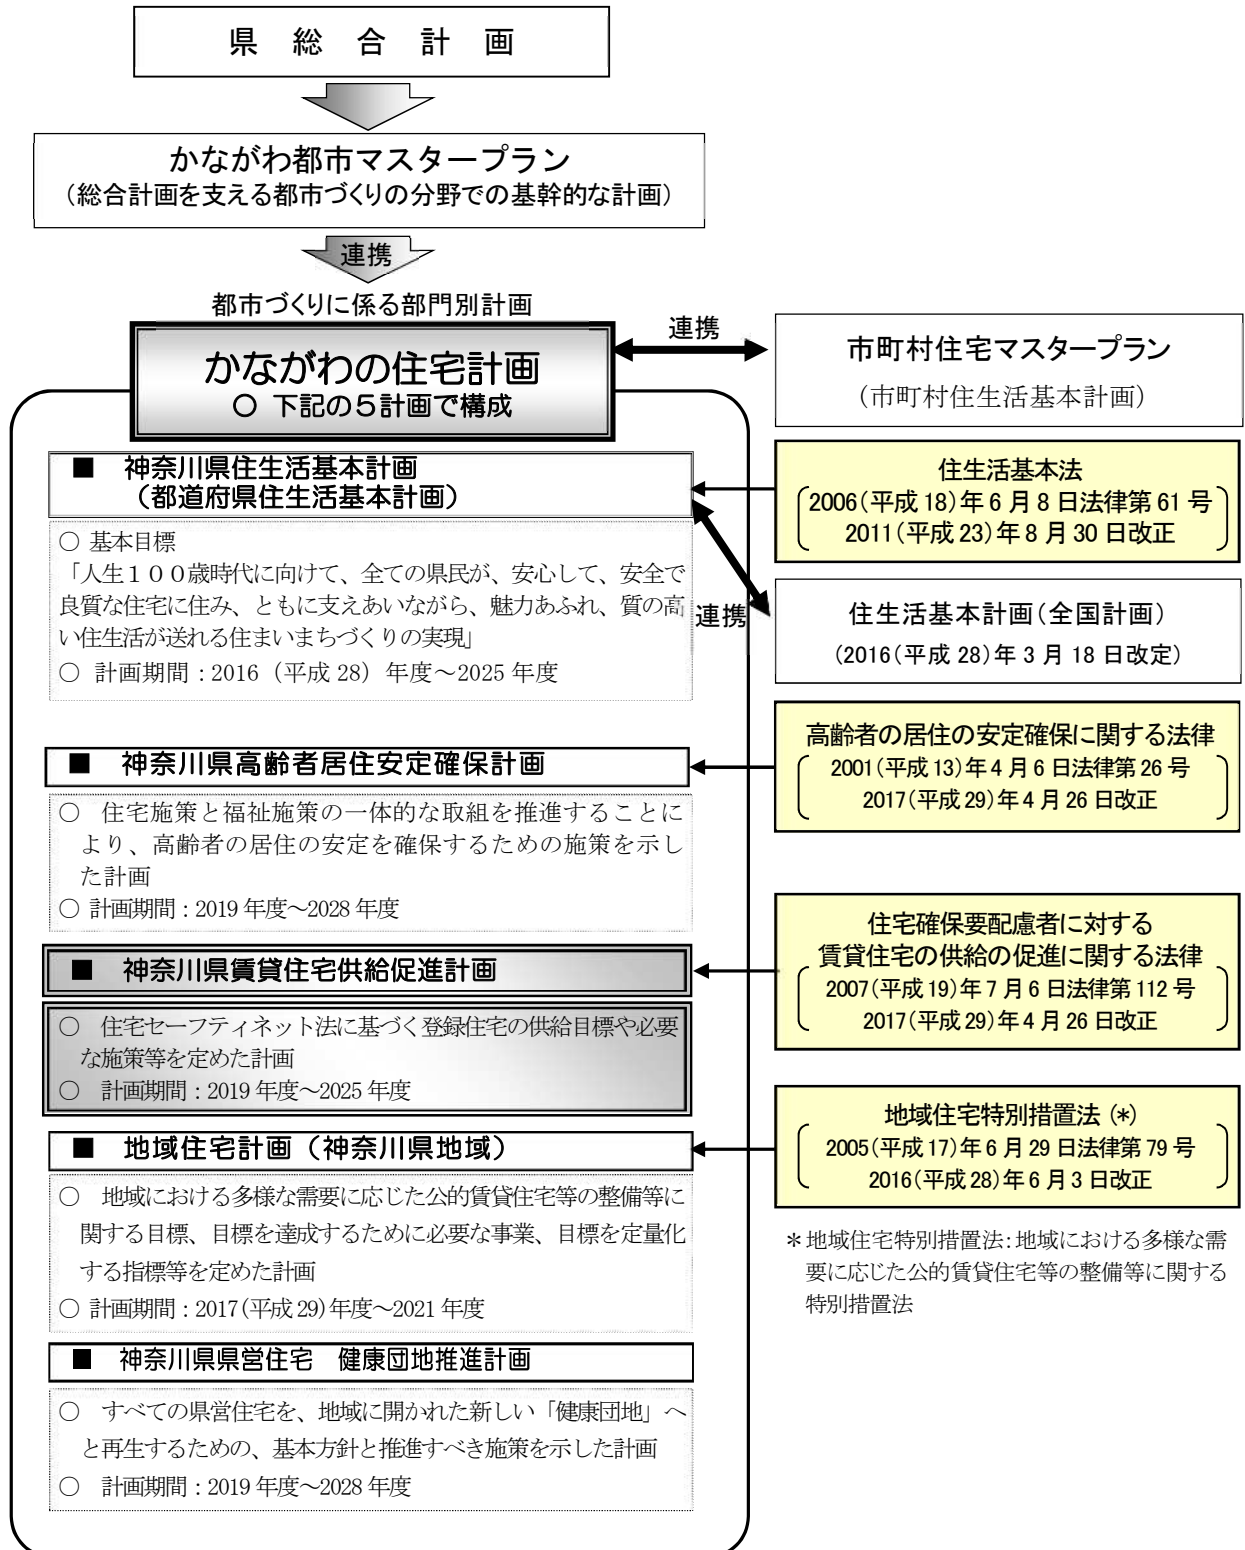 県 総 合 計 画
かながわ都市マスタープラン
（総合計画を支える都市づくりの分野での基幹的な計画）
連携
都市づくりに係る部門別計画
かながわの住宅計画
○ 下記の５計画で構成
連携
市町村住宅マスタープラン
（市町村住生活基本計画）
■ 神奈川県住生活基本計画
（都道府県住生活基本計画）
○ 基本目標
「人生１００歳時代に向けて、全ての県民が、安心して、安全で
良質な住宅に住み、ともに支えあいながら、魅力あふれ、質の高
い住生活が送れる住まいまちづくりの実現」
○ 計画期間：2016（平成 28）年度～2025 年度
住生活基本法
2006（平成 18）年 6 月 8 日法律第 61 号
2011（平成 23）年 8 月 30 日改正
連携
住生活基本計画（全国計画）
（2016（平成 28）年 3 月 18 日改定）
■ 神奈川県高齢者居住安定確保計画
○ 住宅施策と福祉施策の一体的な取組を推進することに
より、高齢者の居住の安定を確保するための施策を示し
た計画
○ 計画期間：2019 年度～2028 年度
高齢者の居住の安定確保に関する法律
2001（平成 13）年 4 月 6 日法律第 26 号
2017（平成 29）年 4 月 26 日改正
■ 神奈川県賃貸住宅供給促進計画
○ 住宅セーフティネット法に基づく登録住宅の供給目標や必要
な施策等を定めた計画
○ 計画期間：2019 年度～2025 年度
住宅確保要配慮者に対する
賃貸住宅の供給の促進に関する法律
2007（平成 19）年 7 月 6 日法律第 112 号
2017（平成 29）年 4 月 26 日改正
■ 地域住宅計画（神奈川県地域）
○ 地域における多様な需要に応じた公的賃貸住宅等の整備等に
関する目標、目標を達成するために必要な事業、目標を定量化
する指標等を定めた計画
○ 計画期間：2017（平成 29）年度～2021 年度
地域住宅特別措置法（*）
2005（平成 17）年 6 月 29 日法律第 79 号
2016（平成 28）年 6 月 3 日改正
＊地域住宅特別措置法：地域における多様な需
要に応じた公的賃貸住宅等の整備等に関する
特別措置法
■ 神奈川県県営住宅 健康団地推進計画
○ すべての県営住宅を、地域に開かれた新しい「健康団地」へ
と再生するための、基本方針と推進すべき施策を示した計画
○ 計画期間：2019 年度～2028 年度